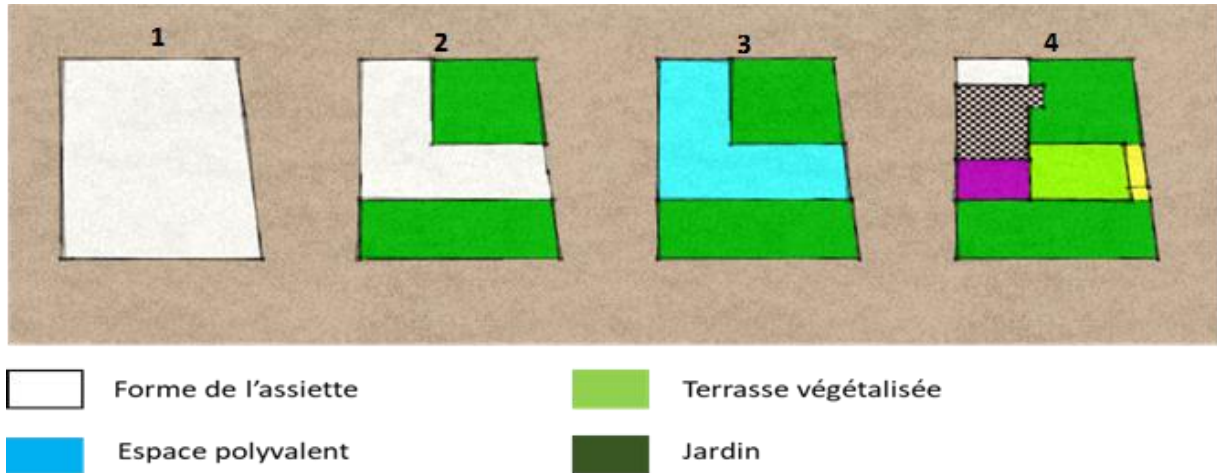 1 2 3 4
Forme de l'assiette Terrasse végétalisée
Espace polyvalent Jardin